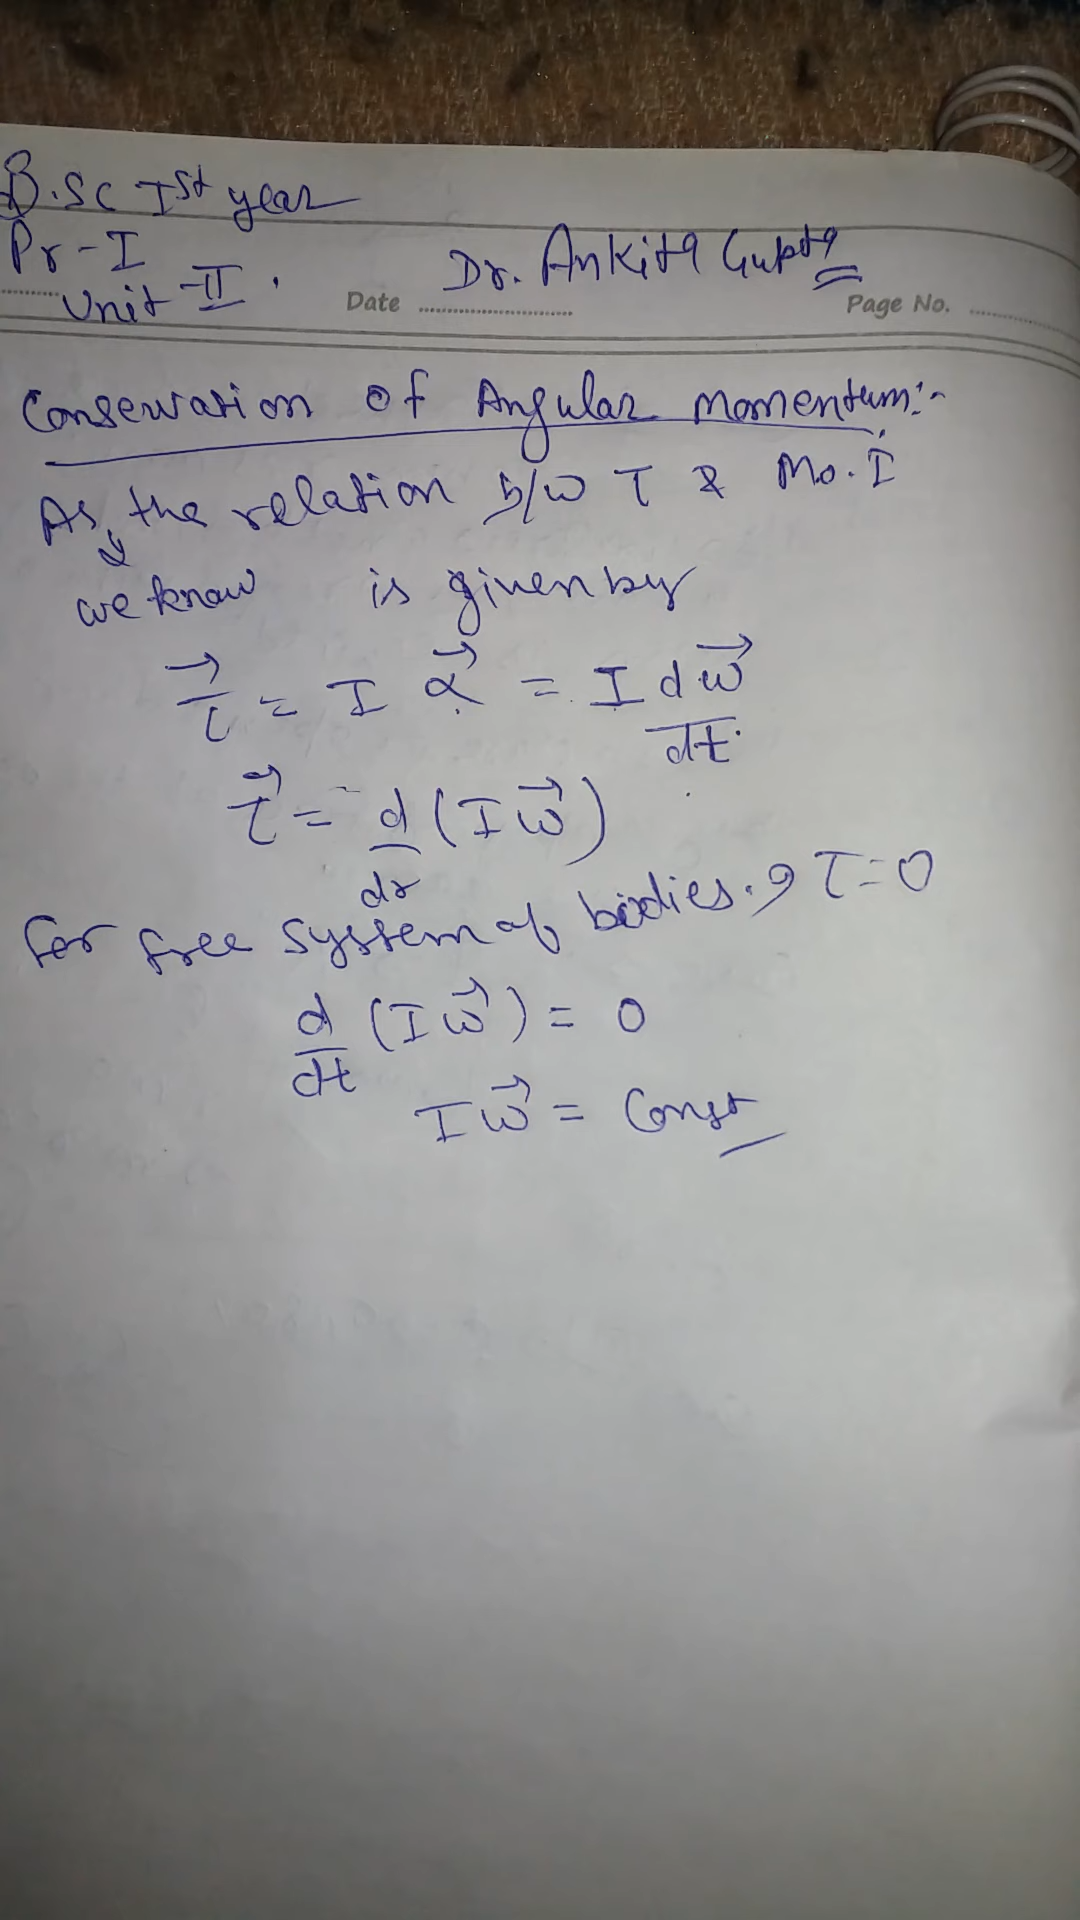 B.Sc Ist year
Pr-I
Unit-II. Dr. Ankita Gupta
Date Page No.
Conservation of Angular momentum:-
As the relation b/w τ & Mo. I
we know is given by
τ⃗ = I α⃗ = I dω⃗/dt
τ⃗ = d/dr (Iω⃗)
for free system of bodies, τ=0
d/dt (Iω⃗) = 0
Iω⃗ = Const